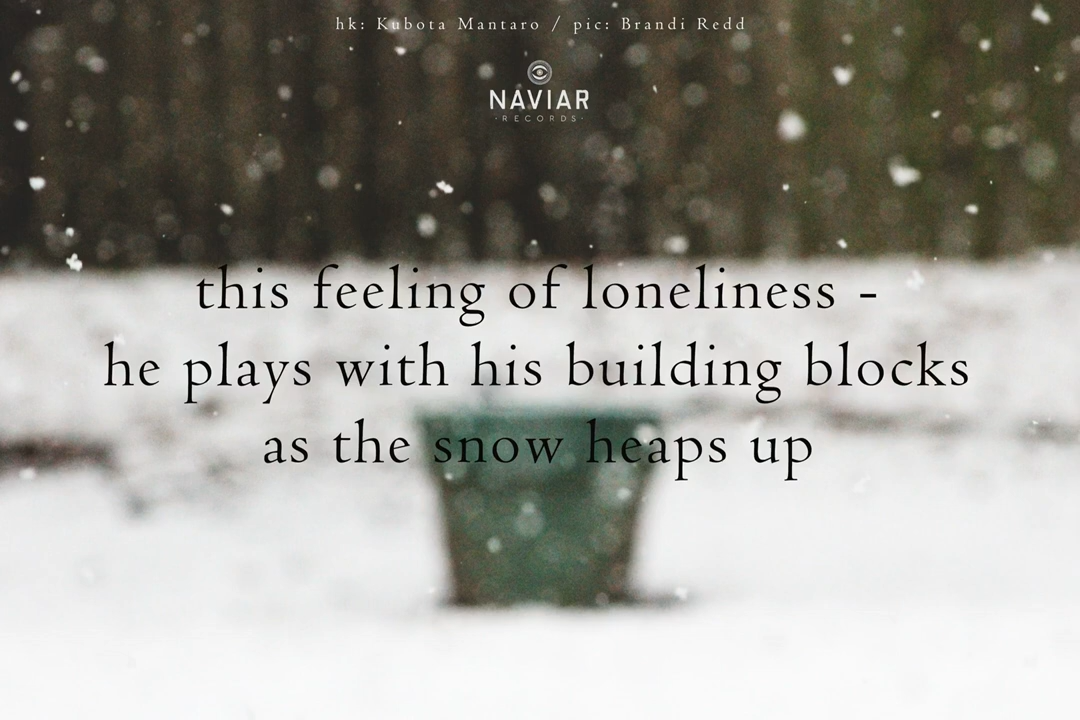 hk: Kubota Mantaro / pic: Brandi Redd
NAVIAR
·RECORDS·
this feeling of loneliness -
he plays with his building blocks
as the snow heaps up